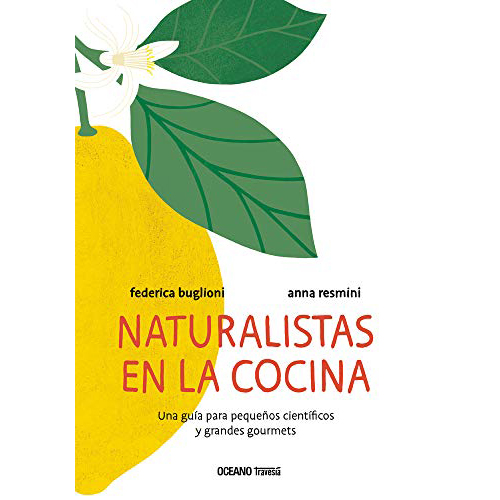 federica buglioni anna resmini
NATURALISTAS
EN LA COCINA
Una guía para pequeños científicos
y grandes gourmets
OCEANO Travesía